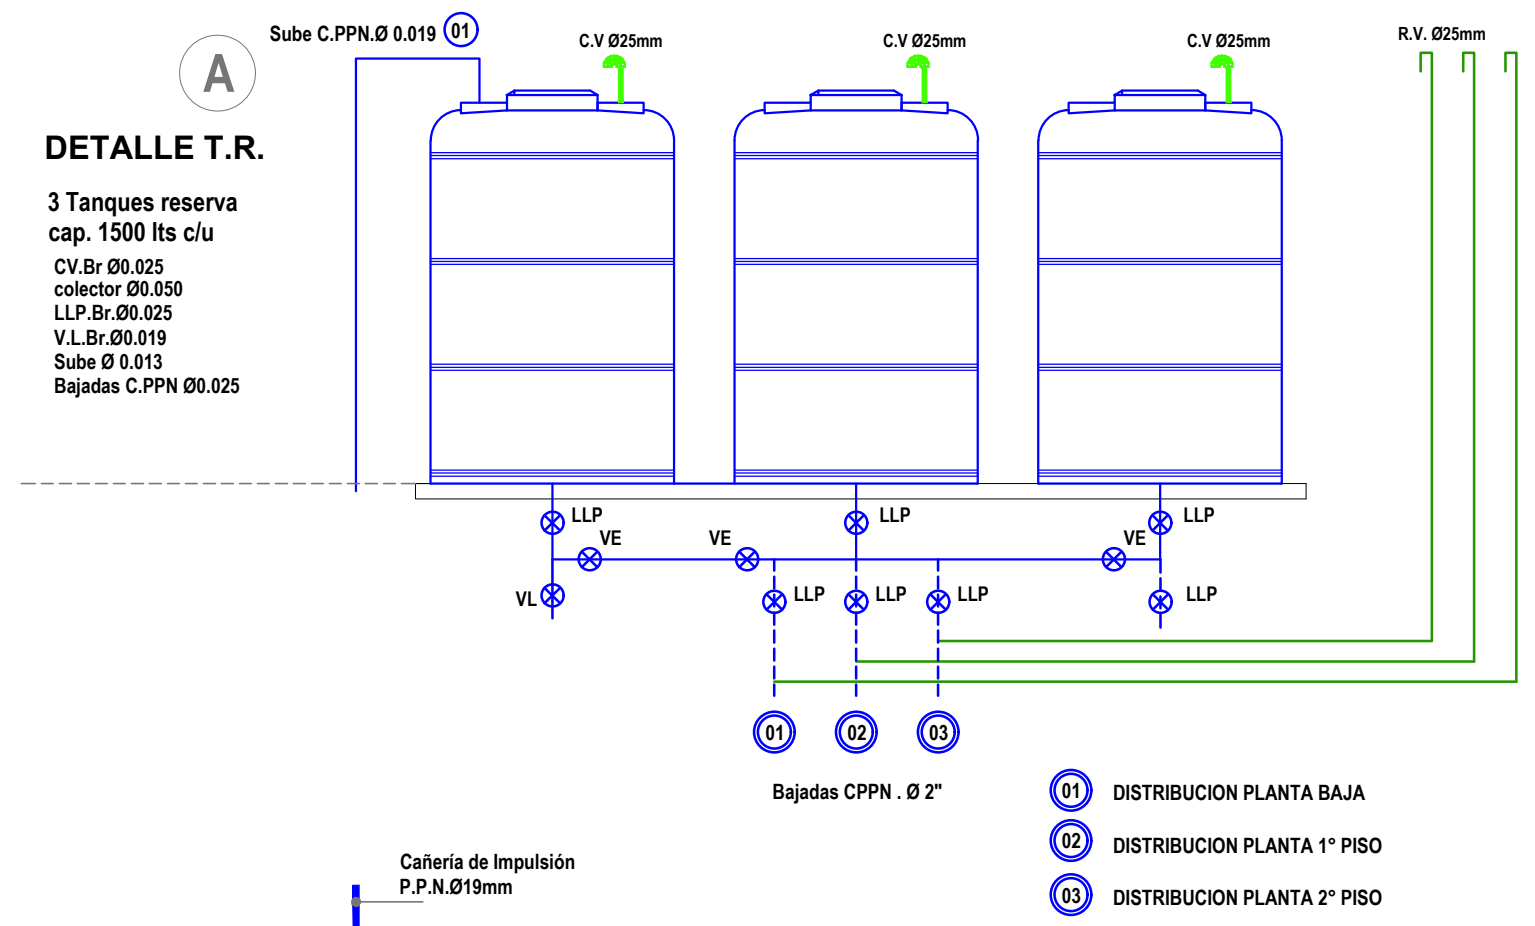 Sube C.PPN.Ø 0.019 01
C.V Ø25mm
C.V Ø25mm
C.V Ø25mm
R.V. Ø25mm
A
DETALLE T.R.
3 Tanques reserva
cap. 1500 lts c/u
CV.Br Ø0.025
colector Ø0.050
LLP.Br.Ø0.025
V.L.Br.Ø0.019
Sube Ø 0.013
Bajadas C.PPN Ø0.025
LLP
LLP
LLP
VE
VE
VE
VL
LLP
LLP
LLP
LLP
01
02
03
Bajadas CPPN . Ø 2"
01 DISTRIBUCION PLANTA BAJA
02 DISTRIBUCION PLANTA 1° PISO
03 DISTRIBUCION PLANTA 2° PISO
Cañería de Impulsión
P.P.N.Ø19mm